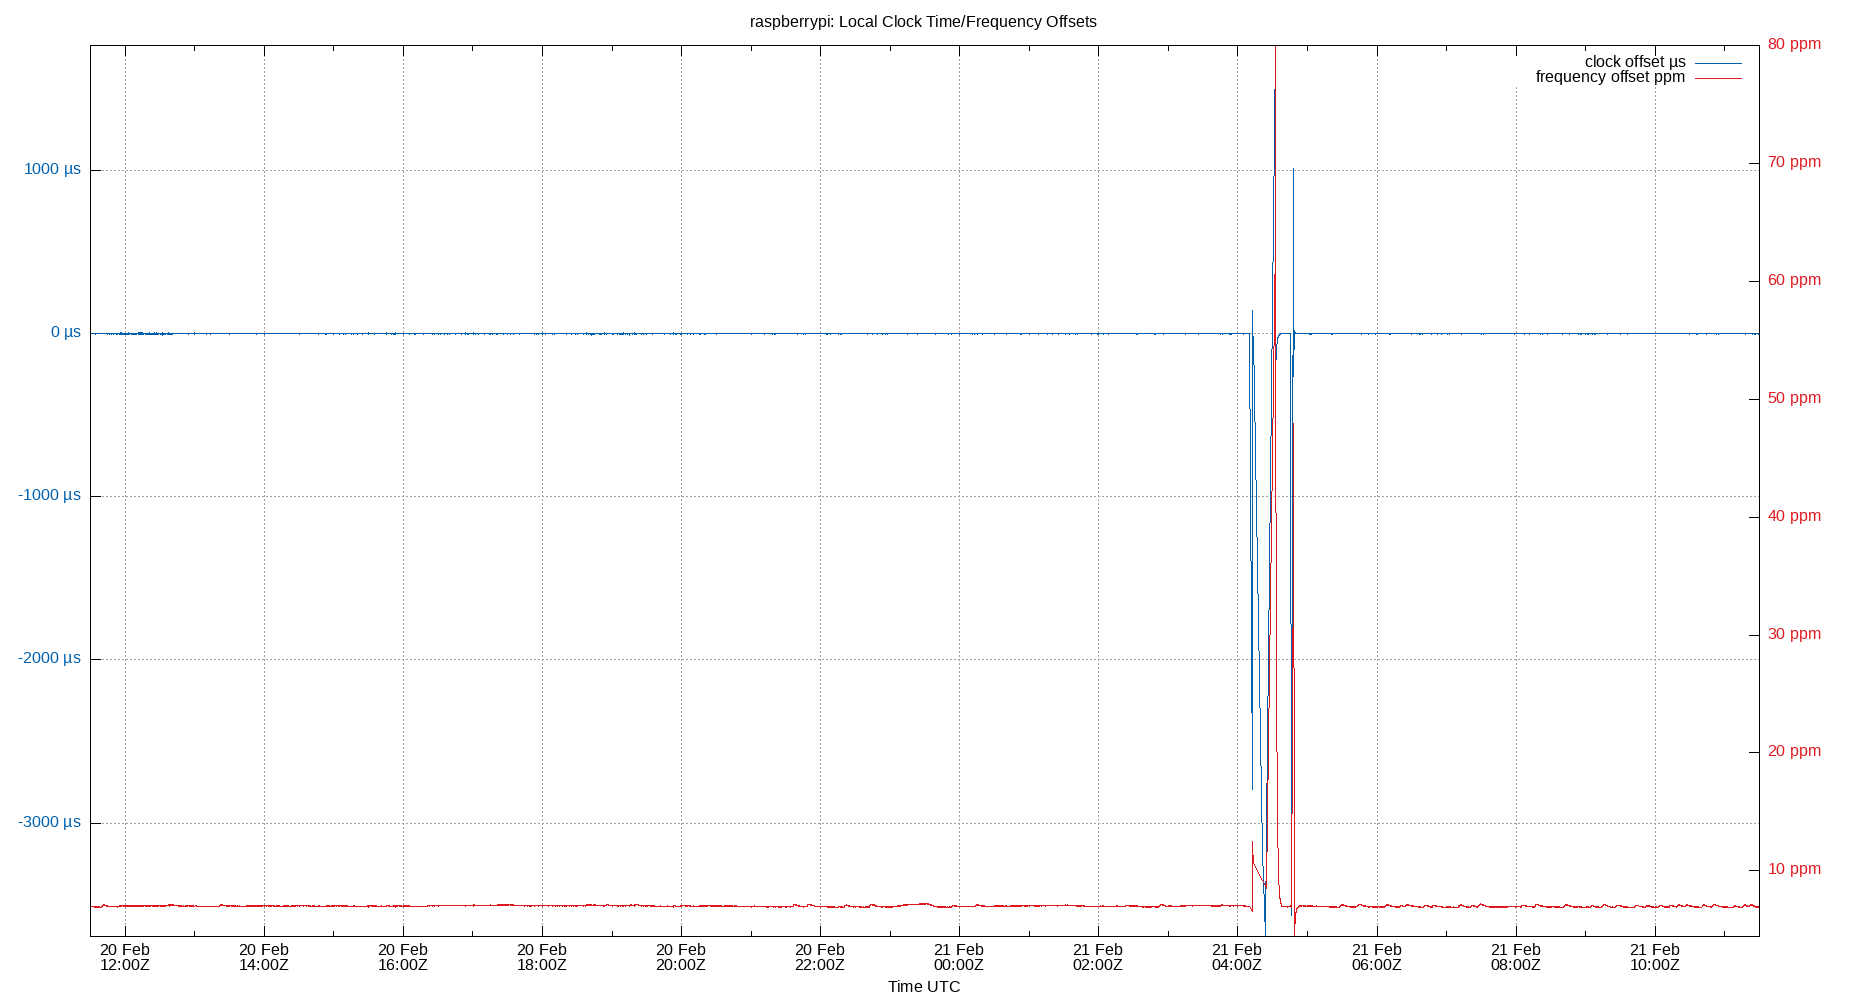 raspberrypi: Local Clock Time/Frequency Offsets
80 ppm
clock offset µs
frequency offset ppm
1000 µs
70 ppm
60 ppm
0 µs
50 ppm
-1000 µs
40 ppm
30 ppm
-2000 µs
20 ppm
-3000 µs
10 ppm
20 Feb 20 Feb 20 Feb 20 Feb 20 Feb 20 Feb 21 Feb 21 Feb 21 Feb 21 Feb 21 Feb 21 Feb
12:00Z 14:00Z 16:00Z 18:00Z 20:00Z 22:00Z 00:00Z 02:00Z 04:00Z 06:00Z 08:00Z 10:00Z
Time UTC